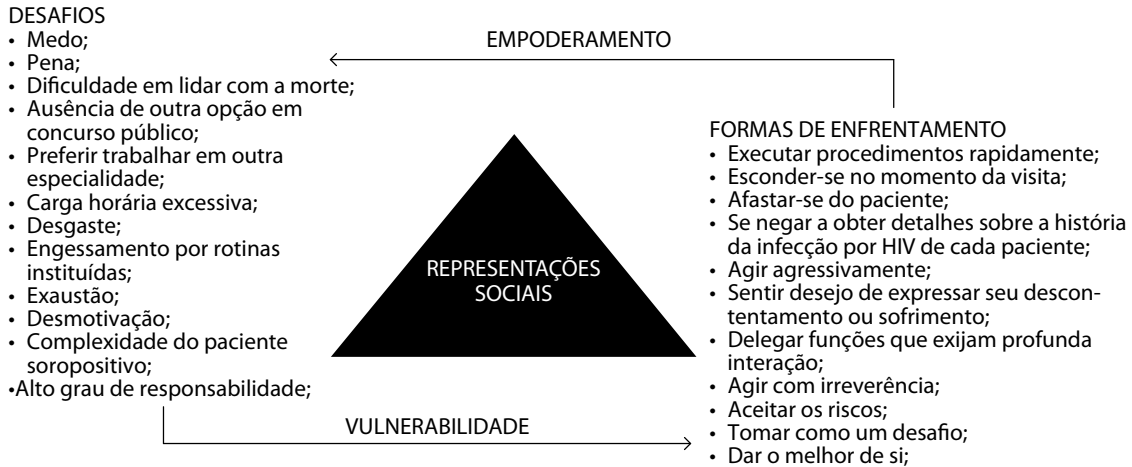 DESAFIOS
• Medo;
• Pena;
• Dificuldade em lidar com a morte;
• Ausência de outra opção em
concurso público;
• Preferir trabalhar em outra
especialidade;
• Carga horária excessiva;
• Desgaste;
• Engessamento por rotinas
instituídas;
• Exaustão;
• Desmotivação;
• Complexidade do paciente
soropositivo;
•Alto grau de responsabilidade;
EMPODERAMENTO
REPRESENTAÇÕES
SOCIAIS
VULNERABILIDADE
FORMAS DE ENFRENTAMENTO
• Executar procedimentos rapidamente;
• Esconder-se no momento da visita;
• Afastar-se do paciente;
• Se negar a obter detalhes sobre a história
da infecção por HIV de cada paciente;
• Agir agressivamente;
• Sentir desejo de expressar seu descon-
tentamento ou sofrimento;
• Delegar funções que exijam profunda
interação;
• Agir com irreverência;
• Aceitar os riscos;
• Tomar como um desafio;
• Dar o melhor de si;